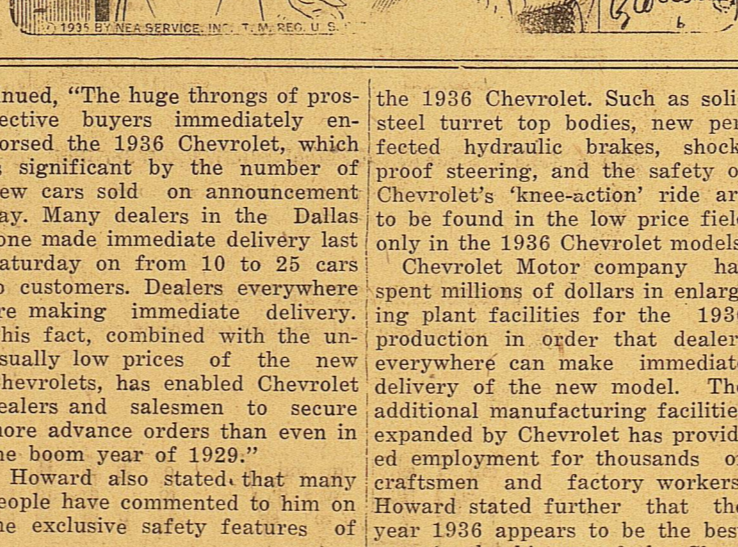 © 1935 BY NEA SERVICE, INC. T. M. REG. U. S.
6
nued, “The huge throngs of pros-
ective buyers immediately en-
orsed the 1936 Chevrolet, which
s significant by the number of
ew cars sold on announcement
ay. Many dealers in the Dallas
one made immediate delivery last
aturday on from 10 to 25 cars
o customers. Dealers everywhere
re making immediate delivery.
his fact, combined with the un-
sually low prices of the new
hevrolets, has enabled Chevrolet
ealers and salesmen to secure
more advance orders than even in
he boom year of 1929.”
Howard also stated that many
eople have commented to him on
he exclusive safety features of
the 1936 Chevrolet. Such as soli
steel turret top bodies, new per
fected hydraulic brakes, shock
proof steering, and the safety o
Chevrolet’s ‘knee-action’ ride ar
to be found in the low price fiel
only in the 1936 Chevrolet models
Chevrolet Motor company ha
spent millions of dollars in enlarg
ing plant facilities for the 193
production in order that dealer
everywhere can make immediat
delivery of the new model. Th
additional manufacturing facilitie
expanded by Chevrolet has provid
ed employment for thousands o
craftsmen and factory workers
Howard stated further that the
year 1936 appears to be the bes